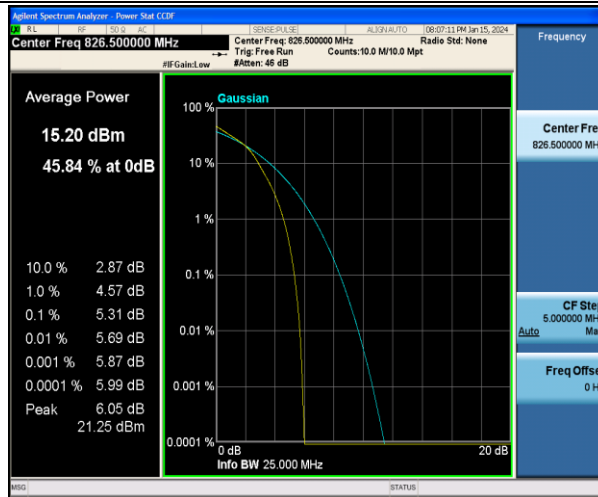 Agilent Spectrum Analyzer - Power Stat CCDF
RL RF 50 Ω AC SENSE:PULSE ALIGN AUTO 08:07:11 PM Jan 15, 2024
Center Freq 826.500000 MHz
Center Freq: 826.500000 MHz Radio Std: None
Trig: Free Run Counts:10.0 M/10.0 Mpt
#IFGain:Low #Atten: 46 dB
Frequency
Average Power
15.20 dBm
45.84 % at 0dB
10.0 % 2.87 dB
1.0 % 4.57 dB
0.1 % 5.31 dB
0.01 % 5.69 dB
0.001 % 5.87 dB
0.0001 % 5.99 dB
Peak 6.05 dB
21.25 dBm
Gaussian
100 %
10 %
1 %
0.1 %
0.01 %
0.001 %
0.0001 %
0 dB 20 dB
Info BW 25.000 MHz
Center Fre
826.500000 MH
CF Ste
5.000000 MH
Auto Ma
Freq Offse
0 H
MSG STATUS